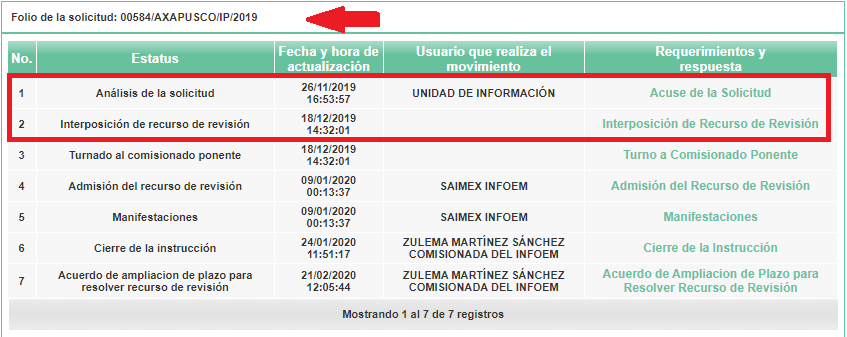 Folio de la solicitud: 00584/AXAPUSCO/IP/2019
No. Estatus Fecha y hora de actualización Usuario que realiza el movimiento Requerimientos y respuesta
1 Análisis de la solicitud 26/11/2019 16:53:57 UNIDAD DE INFORMACIÓN Acuse de la Solicitud
2 Interposición de recurso de revisión 18/12/2019 14:32:01 Interposición de Recurso de Revisión
3 Turnado al comisionado ponente 18/12/2019 14:32:01 Turno a Comisionado Ponente
4 Admisión del recurso de revisión 09/01/2020 00:13:37 SAIMEX INFOEM Admisión del Recurso de Revisión
5 Manifestaciones 09/01/2020 00:13:37 SAIMEX INFOEM Manifestaciones
6 Cierre de la instrucción 24/01/2020 11:51:17 ZULEMA MARTÍNEZ SÁNCHEZ COMISIONADA DEL INFOEM Cierre de la Instrucción
7 Acuerdo de ampliacion de plazo para resolver recurso de revisión 21/02/2020 12:05:44 ZULEMA MARTÍNEZ SÁNCHEZ COMISIONADA DEL INFOEM Acuerdo de Ampliacion de Plazo para Resolver Recurso de Revisión
Mostrando 1 al 7 de 7 registros